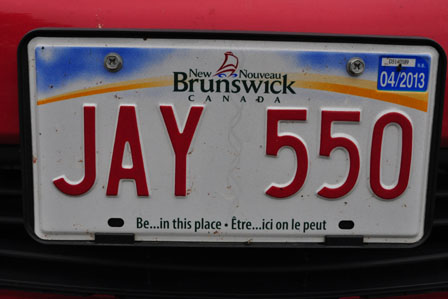 New Nouveau
Brunswick
CANADA
04/2013
JAY 550
Be...in this place • Être...ici on le peut